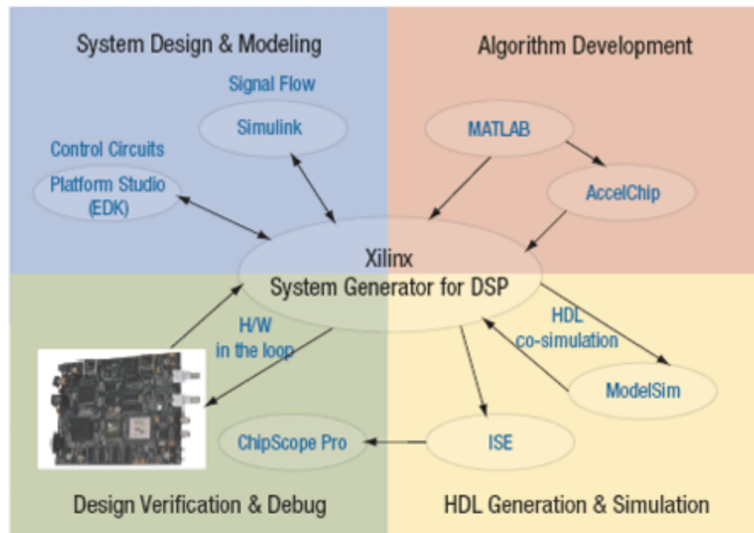 System Design & Modeling
Algorithm Development
Signal Flow
Simulink
MATLAB
Control Circuits
Platform Studio
(EDK)
AccelChip
Xilinx
System Generator for DSP
H/W
in the loop
HDL
co-simulation
ModelSim
ChipScope Pro
ISE
Design Verification & Debug
HDL Generation & Simulation